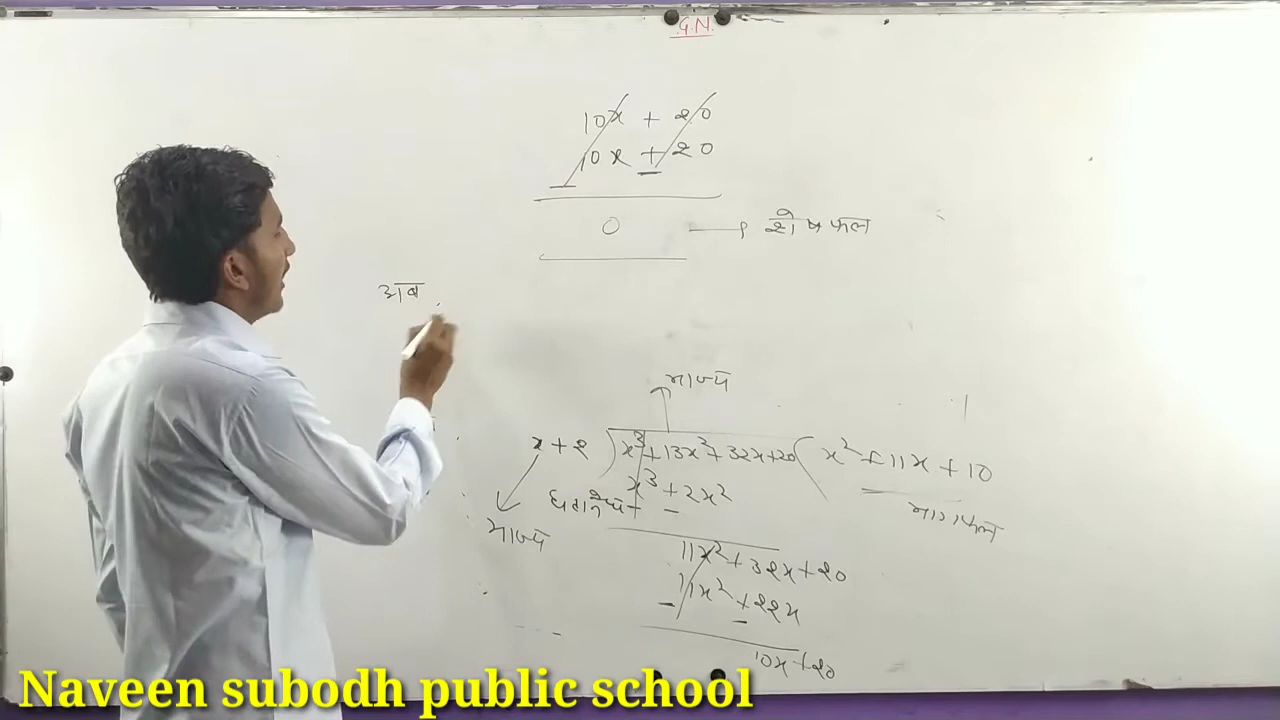 G.N.
10x + 20
10x + 20
0 → शेषफल
अब
भाज्य
x + 2 ) x³ + 13x² + 32x + 20 ( x² + 11x + 10
x³ + 2x²
भागफल
भाज्य
11x² + 32x + 20
11x² + 22x
10x + 20
Naveen subodh public school